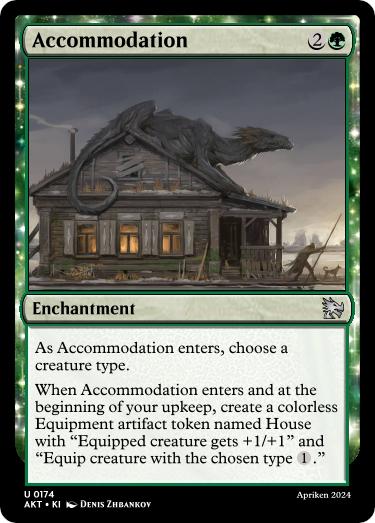 Accommodation 2
Enchantment
As Accommodation enters, choose a
creature type.
When Accommodation enters and at the
beginning of your upkeep, create a colorless
Equipment artifact token named House
with “Equipped creature gets +1/+1” and
“Equip creature with the chosen type 1.”
U 0174
Apriken 2024
AKT • KI Denis Zhbankov